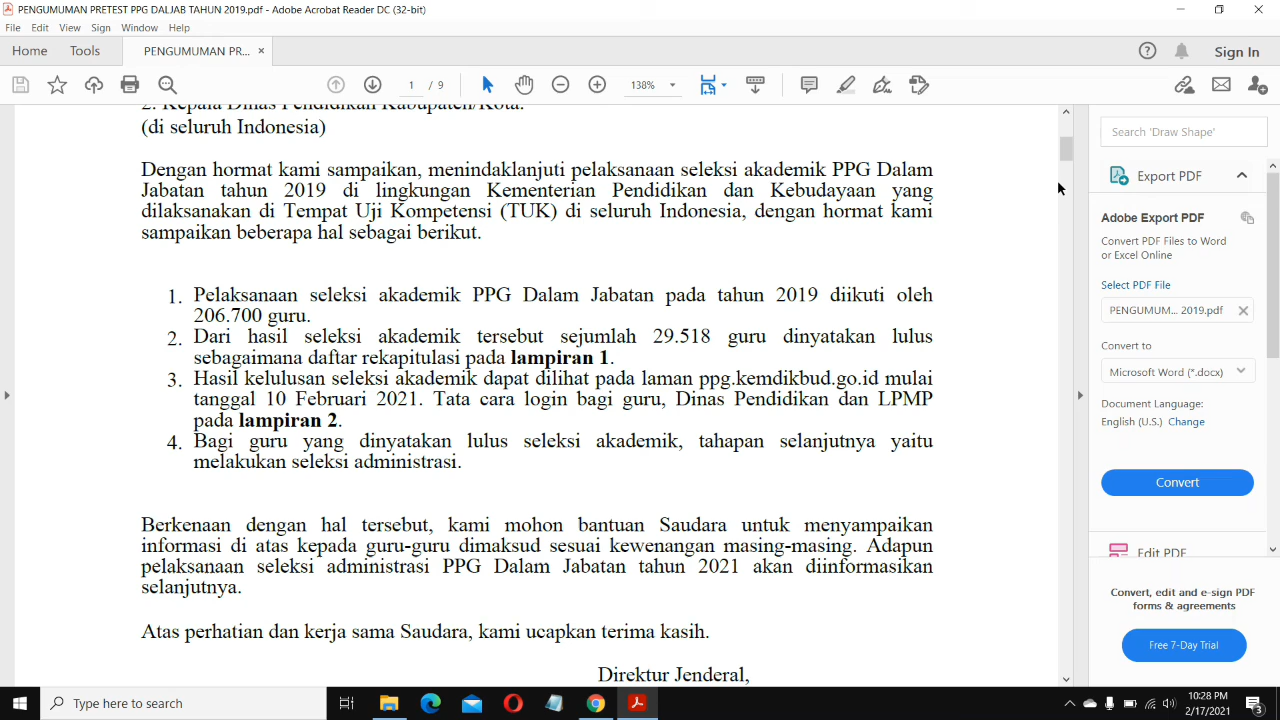 PENGUMUMAN PRETEST PPG DALJAB TAHUN 2019.pdf - Adobe Acrobat Reader DC (32-bit)
File Edit View Sign Window Help
Home Tools PENGUMUMAN PR... × Sign In
1 / 9 138%
2. Kepala Dinas Pendidikan Kabupaten/Kota.
(di seluruh Indonesia)
Dengan hormat kami sampaikan, menindaklanjuti pelaksanaan seleksi akademik PPG Dalam
Jabatan tahun 2019 di lingkungan Kementerian Pendidikan dan Kebudayaan yang
dilaksanakan di Tempat Uji Kompetensi (TUK) di seluruh Indonesia, dengan hormat kami
sampaikan beberapa hal sebagai berikut.
1. Pelaksanaan seleksi akademik PPG Dalam Jabatan pada tahun 2019 diikuti oleh
206.700 guru.
2. Dari hasil seleksi akademik tersebut sejumlah 29.518 guru dinyatakan lulus
sebagaimana daftar rekapitulasi pada lampiran 1.
3. Hasil kelulusan seleksi akademik dapat dilihat pada laman ppg.kemdikbud.go.id mulai
tanggal 10 Februari 2021. Tata cara login bagi guru, Dinas Pendidikan dan LPMP
pada lampiran 2.
4. Bagi guru yang dinyatakan lulus seleksi akademik, tahapan selanjutnya yaitu
melakukan seleksi administrasi.
Berkenaan dengan hal tersebut, kami mohon bantuan Saudara untuk menyampaikan
informasi di atas kepada guru-guru dimaksud sesuai kewenangan masing-masing. Adapun
pelaksanaan seleksi administrasi PPG Dalam Jabatan tahun 2021 akan diinformasikan
selanjutnya.
Atas perhatian dan kerja sama Saudara, kami ucapkan terima kasih.
Direktur Jenderal,
Search 'Draw Shape'
Export PDF
Adobe Export PDF
Convert PDF Files to Word
or Excel Online
Select PDF File
PENGUMUM... 2019.pdf
Convert to
Microsoft Word (*.docx)
Document Language:
English (U.S.) Change
Convert
Edit PDF
Convert, edit and e-sign PDF
forms & agreements
Free 7-Day Trial
Type here to search
10:28 PM
2/17/2021
3